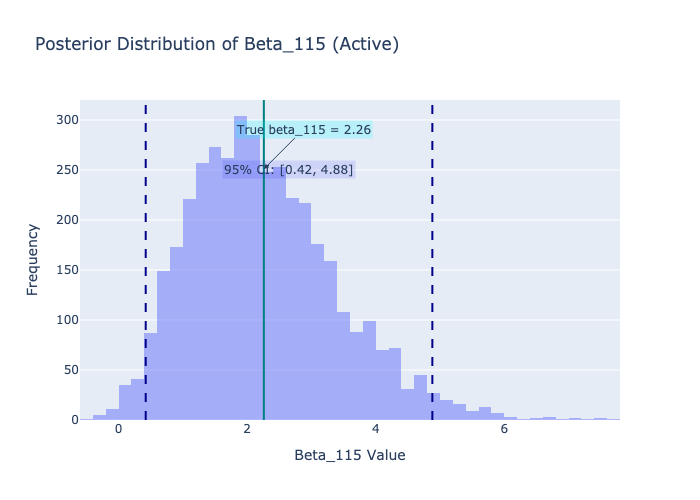 Posterior Distribution of Beta_115 (Active)
300
True beta_115 = 2.26
250
95% CI: [0.42, 4.88]
200
Frequency
150
100
50
0
0
2
4
6
Beta_115 Value